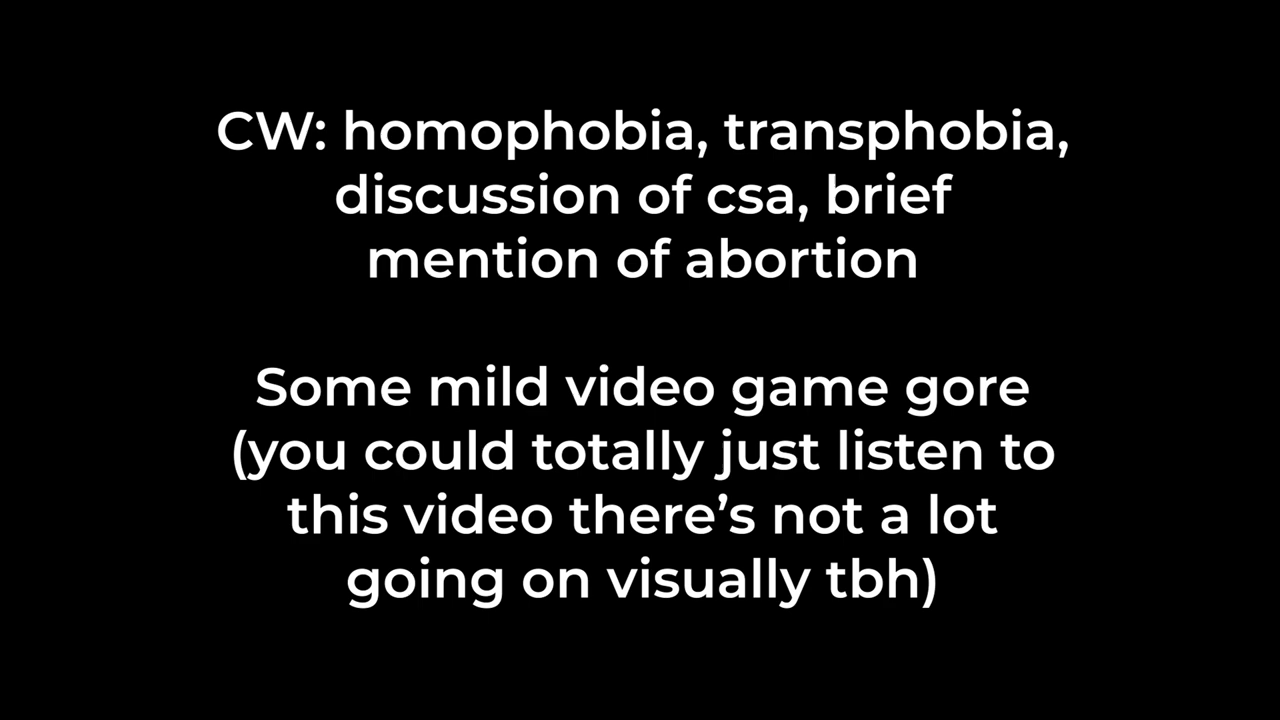 CW: homophobia, transphobia,
discussion of csa, brief
mention of abortion
Some mild video game gore
(you could totally just listen to
this video there’s not a lot
going on visually tbh)